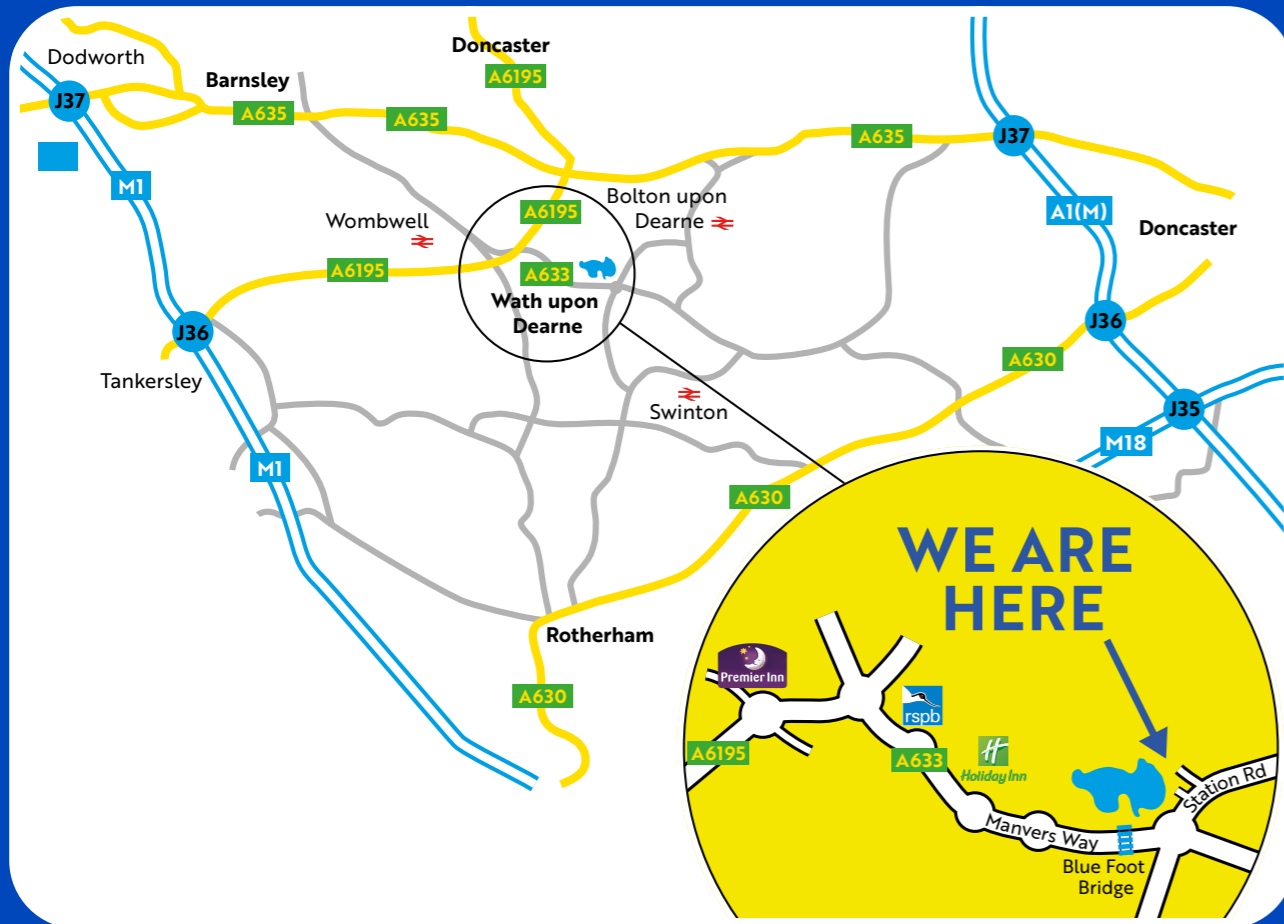 Dodworth
J37
Barnsley
A635
A635
Doncaster
A6195
A635
J37
M1
Wombwell
A6195
Bolton upon
Dearne
A1(M)
Doncaster
A6195
A633
Wath upon
Dearne
J36
Tankersley
J36
A630
Swinton
J35
M18
M1
A630
Rotherham
A630
WE ARE
HERE
Premier Inn
rspb
A6195
A633
H
Holiday Inn
Station Rd
Manvers Way
Blue Foot
Bridge